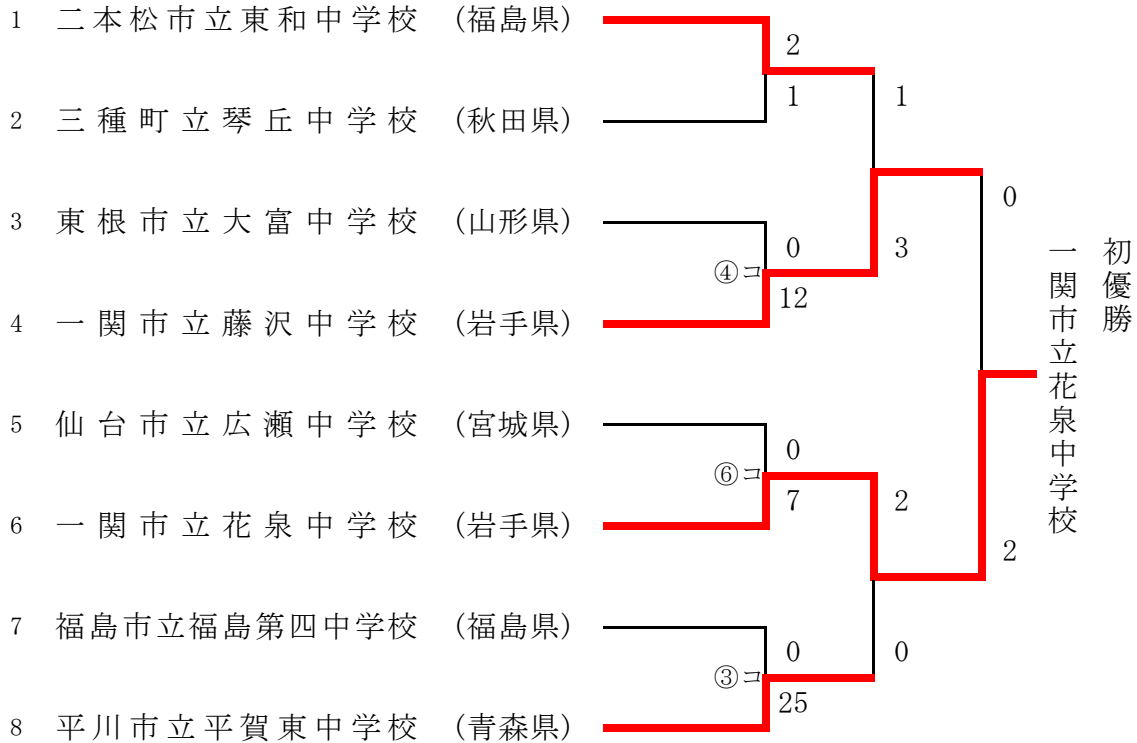 1 二本松市立東和中学校 (福島県)
2
1
1
2 三種町立琴丘中学校 (秋田県)
0
3 東根市立大富中学校 (山形県)
0
3
④コ
12
4 一関市立藤沢中学校 (岩手県)
初優勝
一関市立花泉中学校
5 仙台市立広瀬中学校 (宮城県)
0
⑥コ
7
2
6 一関市立花泉中学校 (岩手県)
2
7 福島市立福島第四中学校 (福島県)
0
0
③コ
25
8 平川市立平賀東中学校 (青森県)